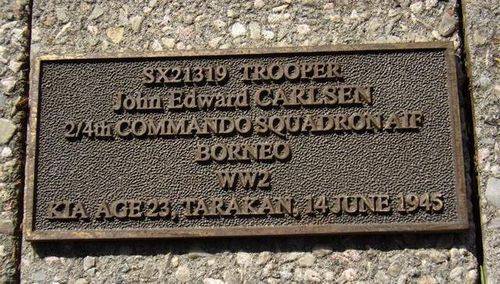 SX21319 TROOPER
John Edward CARLSEN
2/4th COMMANDO SQUADRON AIF
BORNEO
WW2
KIA AGE 23, TARAKAN, 14 JUNE 1945